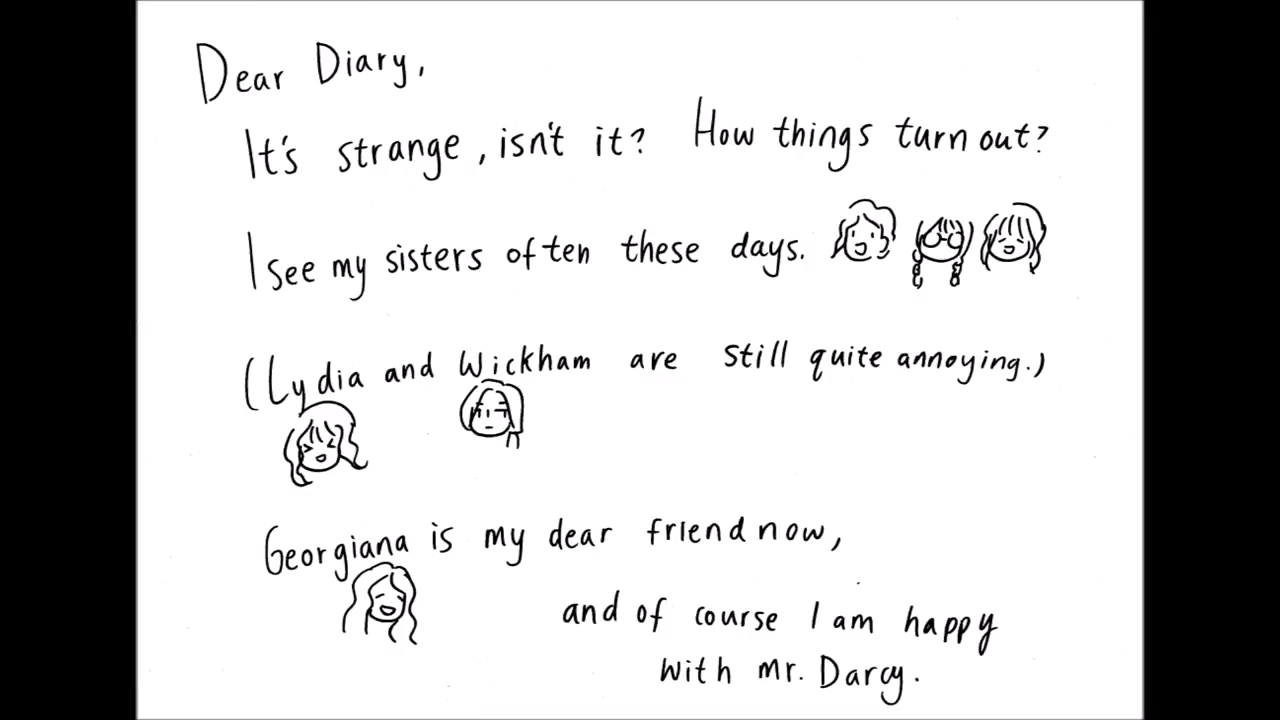 Dear Diary,
It's strange, isn't it? How things turn out?
I see my sisters often these days.
(Lydia and Wickham are still quite annoying.)
Georgiana is my dear friend now,
and of course I am happy
with mr. Darcy.